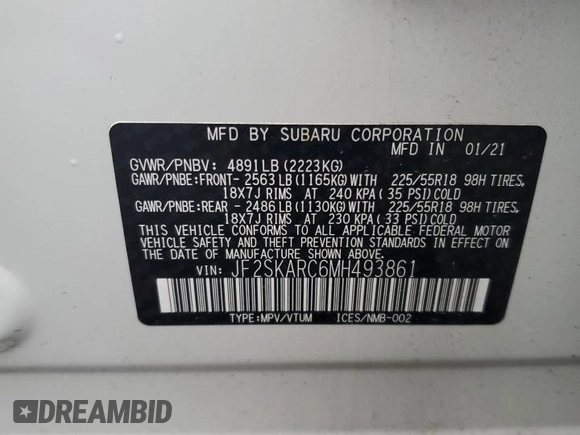 MFD BY SUBARU CORPORATION
MFD IN 01/21
GVWR/PNBV: 4891LB (2223KG)
GAWR/PNBE:FRONT- 2563LB (1165KG)WITH 225/55R18 98H TIRES,
18X7J RIMS AT 240 KPA ( 35 PSI)COLD
GAWR/PNBE:REAR - 2486LB (1130KG)WITH 225/55R18 98H TIRES,
18X7J RIMS AT 230 KPA ( 33 PSI)COLD
THIS VEHICLE CONFORMS TO ALL APPLICABLE FEDERAL MOTOR
VEHICLE SAFETY AND THEFT PREVENTION STANDARDS IN EFFECT
ON THE DATE OF MANUFACTURE SHOWN ABOVE.
VIN: JF2SKARC6MH493861
TYPE:MPV/VTUM ICES/NMB-002
DREAMBID